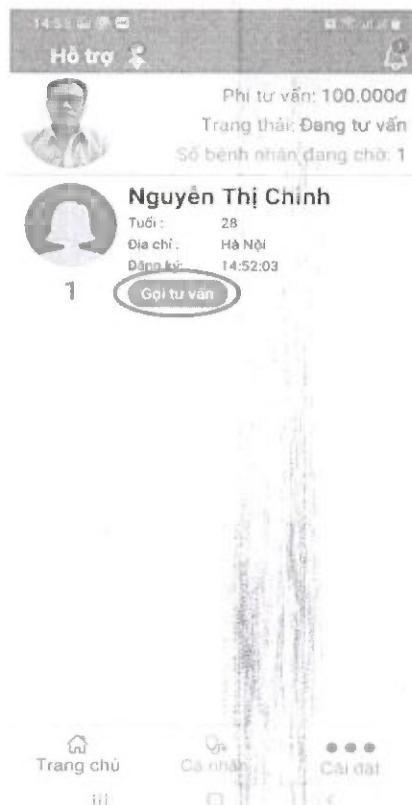 14:53
Hỗ trợ
Phí tư vấn: 100.000đ
Trạng thái: Đang tư vấn
Số bệnh nhân đang chờ: 1
Nguyễn Thị Chinh
Tuổi : 28
Địa chỉ : Hà Nội
Đăng ký: 14:52:03
1
Gọi tư vấn
Trang chủ
Cá nhân
Cài đặt